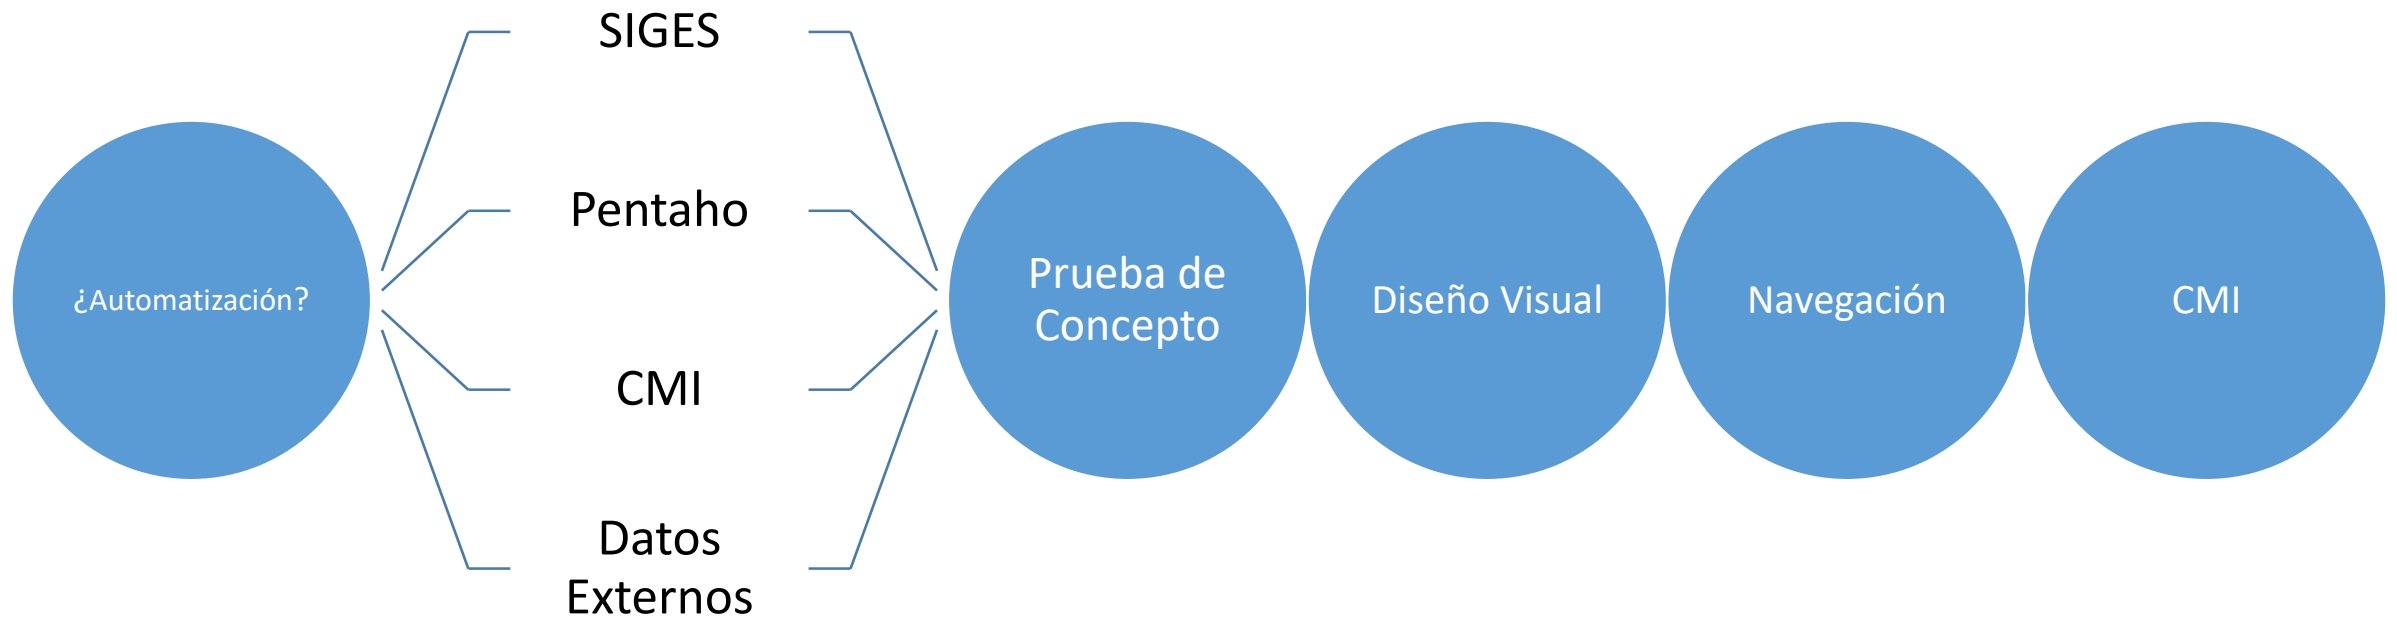 ¿Automatización?
SIGES
Pentaho
CMI
Datos
Externos
Prueba de
Concepto
Diseño Visual
Navegación
CMI